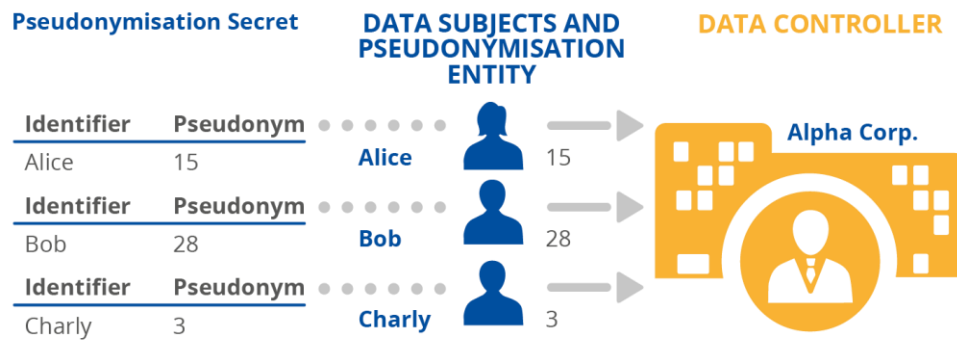 Pseudonymisation Secret
DATA SUBJECTS AND
PSEUDONYMISATION
ENTITY
DATA CONTROLLER
Identifier Pseudonym
Alice 15
Alice
15
Identifier Pseudonym
Bob 28
Bob
28
Identifier Pseudonym
Charly 3
Charly
3
Alpha Corp.